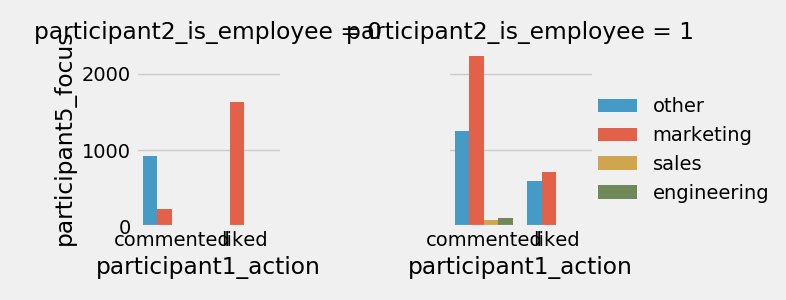 participant2_is_employee = 0
participant2_is_employee = 1
participant5_focus
2000
1000
0
commented
liked
commented
liked
participant1_action
participant1_action
other
marketing
sales
engineering